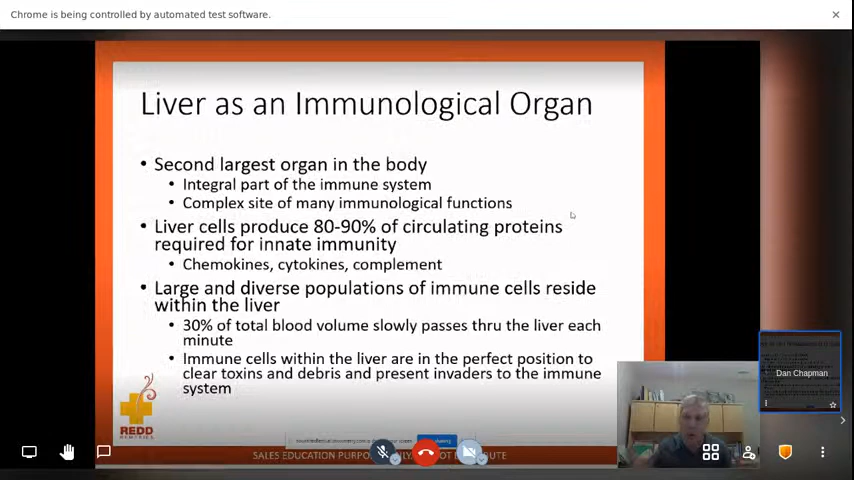 Chrome is being controlled by automated test software.
Liver as an Immunological Organ
• Second largest organ in the body
• Integral part of the immune system
• Complex site of many immunological functions
• Liver cells produce 80-90% of circulating proteins
required for innate immunity
• Chemokines, cytokines, complement
• Large and diverse populations of immune cells reside
within the liver
• 30% of total blood volume slowly passes thru the liver each
minute
• Immune cells within the liver are in the perfect position to
clear toxins and debris and present invaders to the immune
system
Dan Chapman
REDD
SALES EDUCATION PURPO